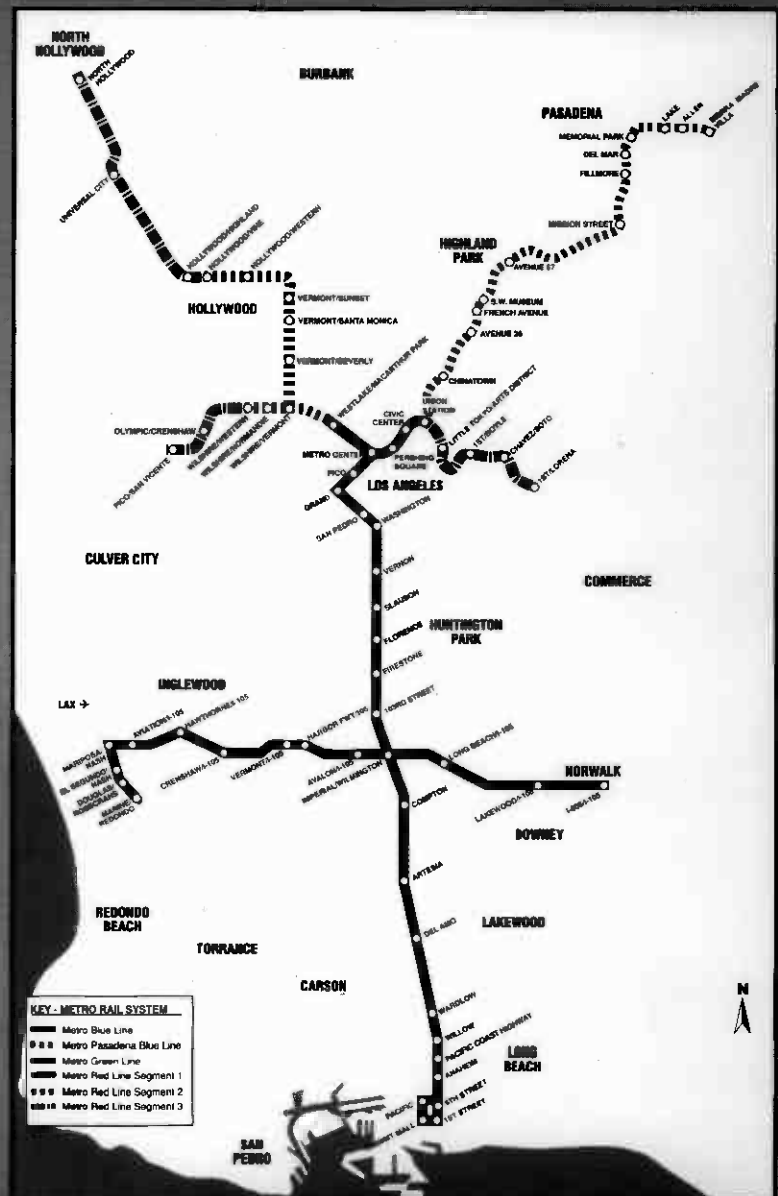 NORTH
HOLLYWOOD
NORTH
HOLLYWOOD
BURBANK
PASADENA
LAKE
ALLEN
SIERRA MADRE
VILLA
MEMORIAL PARK
DEL MAR
FILLMORE
MISSION STREET
UNIVERSAL CITY
HOLLYWOOD/HIGHLAND
HOLLYWOOD/VINE
HOLLYWOOD/WESTERN
HIGHLAND
PARK
AVENUE 57
HOLLYWOOD
VERMONT/SUNSET
S.W. MUSEUM
FRENCH AVENUE
VERMONT/SANTA MONICA
AVENUE 26
VERMONT/BEVERLY
CHINATOWN
WESTLAKE/MACARTHUR PARK
UNION
STATION
CIVIC
CENTER
LITTLE TOKYO/ARTS DISTRICT
1ST/BOYLE
CHAVEZ/SOTO
1ST/LORENA
OLYMPIC/CRENSHAW
PICO/SAN VICENTE
WILSHIRE/WESTERN
WILSHIRE/NORMANDIE
WILSHIRE/VERMONT
METRO CENTER
PERSHING
SQUARE
PICO
LOS ANGELES
GRAND
SAN PEDRO
WASHINGTON
CULVER CITY
VERNON
COMMERCE
SLAUSON
FLORENCE
HUNTINGTON
PARK
FIRESTONE
INGLEWOOD
LAX
103RD STREET
AVIATION/I-105
HAWTHORNE/I-105
HARBOR FWY/I-105
MARIPOSA/
NASH
EL SEGUNDO/
NASH
DOUGLAS/
ROSECRANS
MARINE/
REDONDO
CRENSHAW/I-105
VERMONT/I-105
AVALON/I-105
IMPERIAL/WILMINGTON
LONG BEACH/I-105
NORWALK
LAKEWOOD/I-105
I-605/I-105
COMPTON
DOWNEY
ARTESIA
REDONDO
BEACH
LAKEWOOD
DEL AMO
TORRANCE
CARSON
N
WARDLOW
WILLOW
PACIFIC COAST HIGHWAY
LONG
BEACH
ANAHEIM
PACIFIC
5TH STREET
1ST STREET
MALL
SAN
PEDRO
KEY - METRO RAIL SYSTEM
Metro Blue Line
Metro Pasadena Blue Line
Metro Green Line
Metro Red Line Segment 1
Metro Red Line Segment 2
Metro Red Line Segment 3